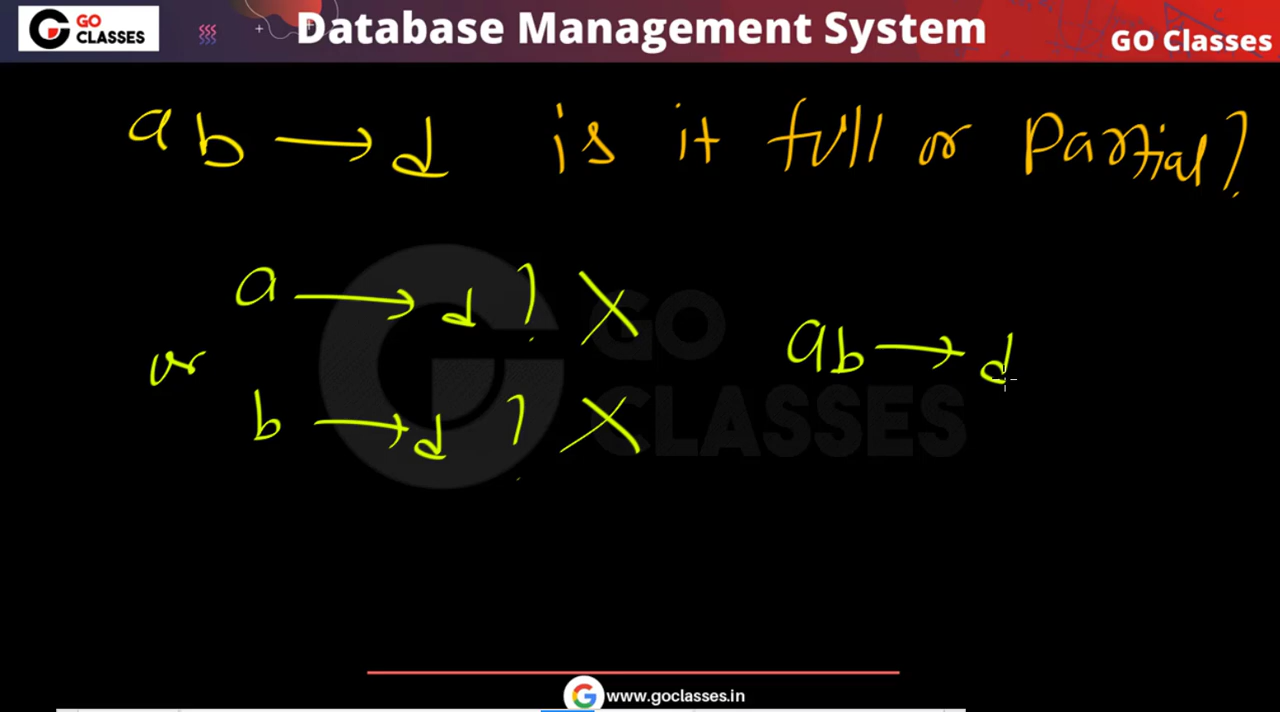 GO CLASSES
Database Management System
GO Classes
ab → d is it full or Partial?
a → d ? X
or
b → d ? X
ab → d
GO CLASSES
www.goclasses.in